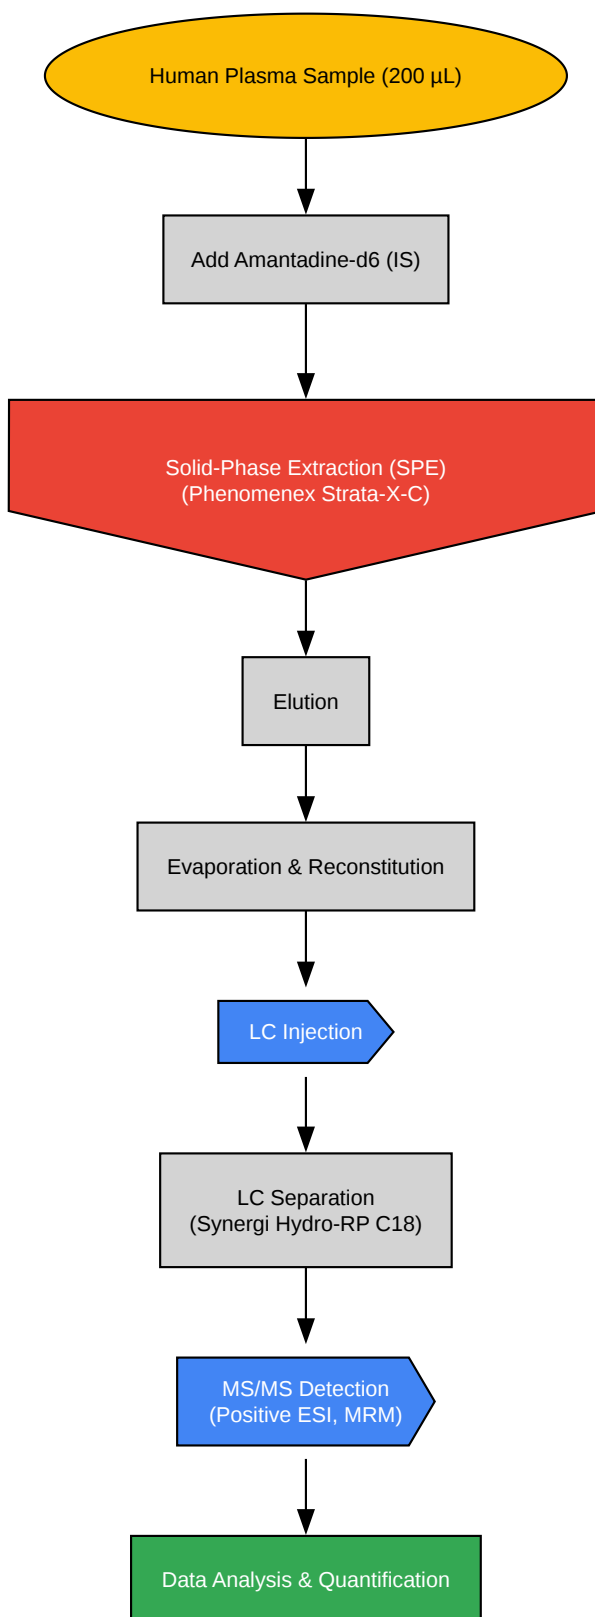 Human Plasma Sample (200 µL)
Add Amantadine-d6 (IS)
Solid-Phase Extraction (SPE)
(Phenomenex Strata-X-C)
Elution
Evaporation & Reconstitution
LC Injection
LC Separation
(Synergi Hydro-RP C18)
MS/MS Detection
(Positive ESI, MRM)
Data Analysis & Quantification